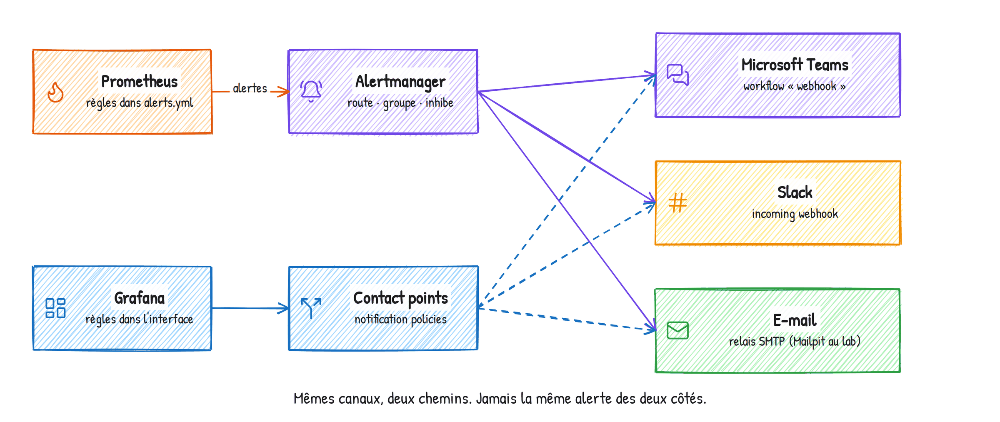 Prometheus
règles dans alerts.yml
alertes
Alertmanager
route · groupe · inhibe
Microsoft Teams
workflow « webhook »
Slack
incoming webhook
Grafana
règles dans l'interface
Contact points
notification policies
E-mail
relais SMTP (Mailpit au lab)
Mêmes canaux, deux chemins. Jamais la même alerte des deux côtés.